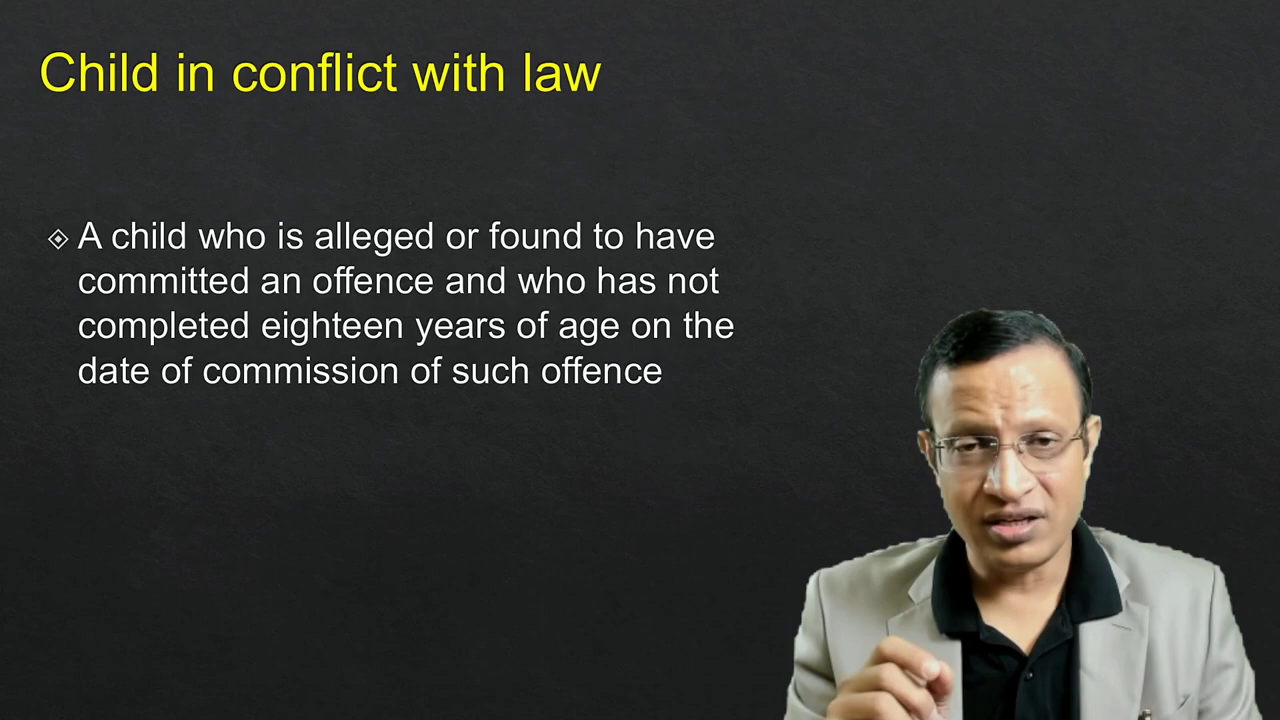 Child in conflict with law
A child who is alleged or found to have
committed an offence and who has not
completed eighteen years of age on the
date of commission of such offence